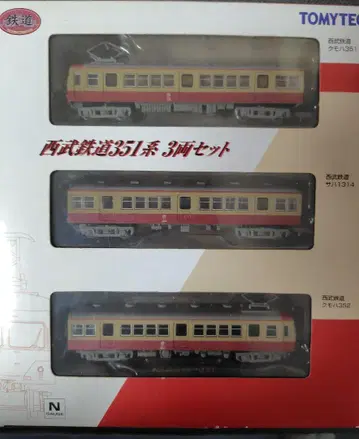 鉄道
TOMYTEC
西武鉄道
クモハ351
西武鉄道351系 3両セット
西武鉄道
サハ1314
西武鉄道
クモハ352
N